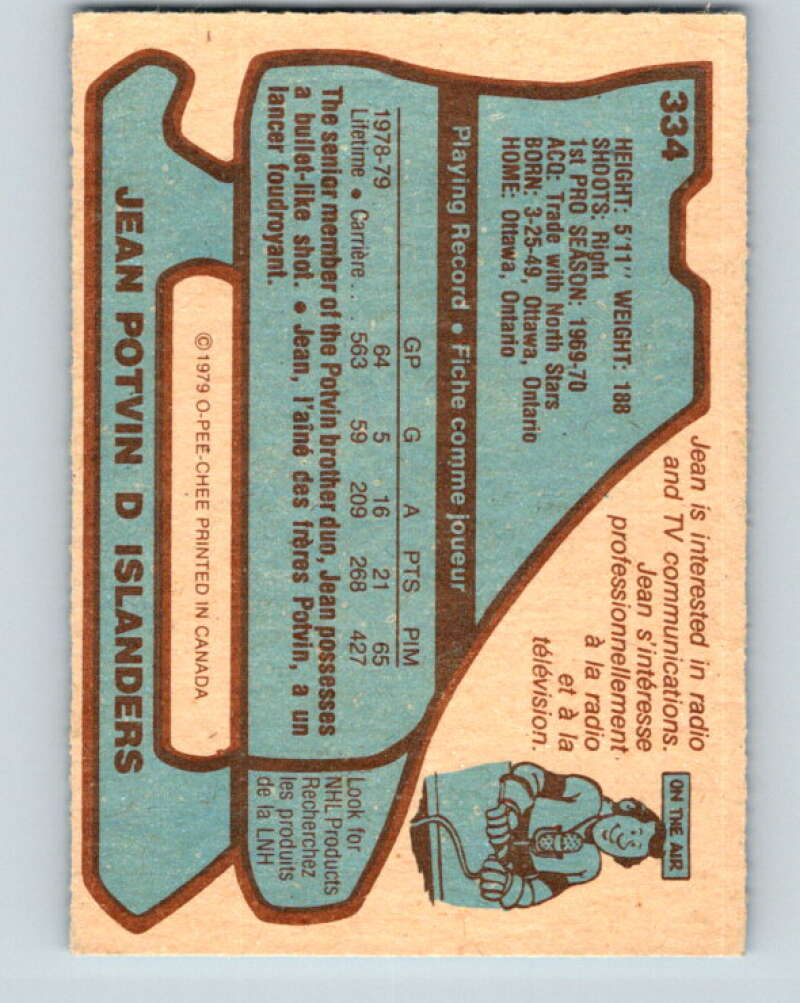 334
HEIGHT: 5'11" WEIGHT: 188
SHOOTS: Right
1st PRO SEASON: 1969-70
ACQ: Trade with North Stars
BORN: 3-25-49, Ottawa, Ontario
HOME: Ottawa, Ontario
Jean is interested in radio
and TV communications.
Jean s'intéresse
professionnellement
à la radio
et à la
télévision.
ON THE AIR
Playing Record • Fiche comme joueur
GP G A PTS PIM
1978-79 64 5 16 21 65
Lifetime • Carrière... 563 59 209 268 427
The senior member of the Potvin brother duo, Jean possesses
a bullet-like shot. • Jean, l'aîné des frères Potvin, a un
lancer foudroyant.
Look for
NHL Products
Recherchez
les produits
de la LNH
©1979 O-PEE-CHEE PRINTED IN CANADA
JEAN POTVIN D ISLANDERS